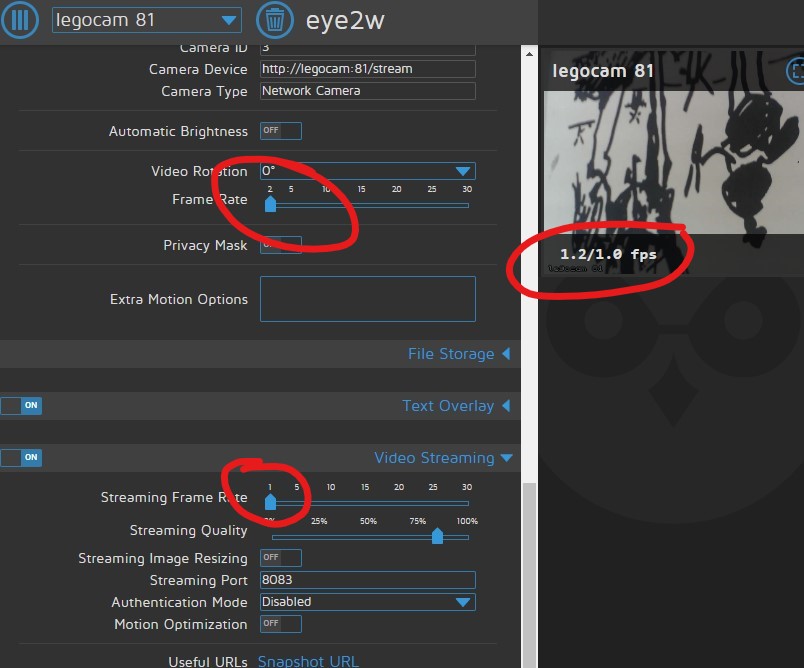 legocam 81
eye2w
Camera ID 3
Camera Device http://legocam:81/stream
Camera Type Network Camera
Automatic Brightness OFF
Video Rotation 0°
2 5 10 15 20 25 30
Frame Rate
Privacy Mask
Extra Motion Options
File Storage
ON Text Overlay
ON Video Streaming
1 5 10 15 20 25 30
Streaming Frame Rate
0% 25% 50% 75% 100%
Streaming Quality
Streaming Image Resizing OFF
Streaming Port 8083
Authentication Mode Disabled
Motion Optimization OFF
Useful URLs Snapshot URL
legocam 81
1.2/1.0 fps
legocam 81